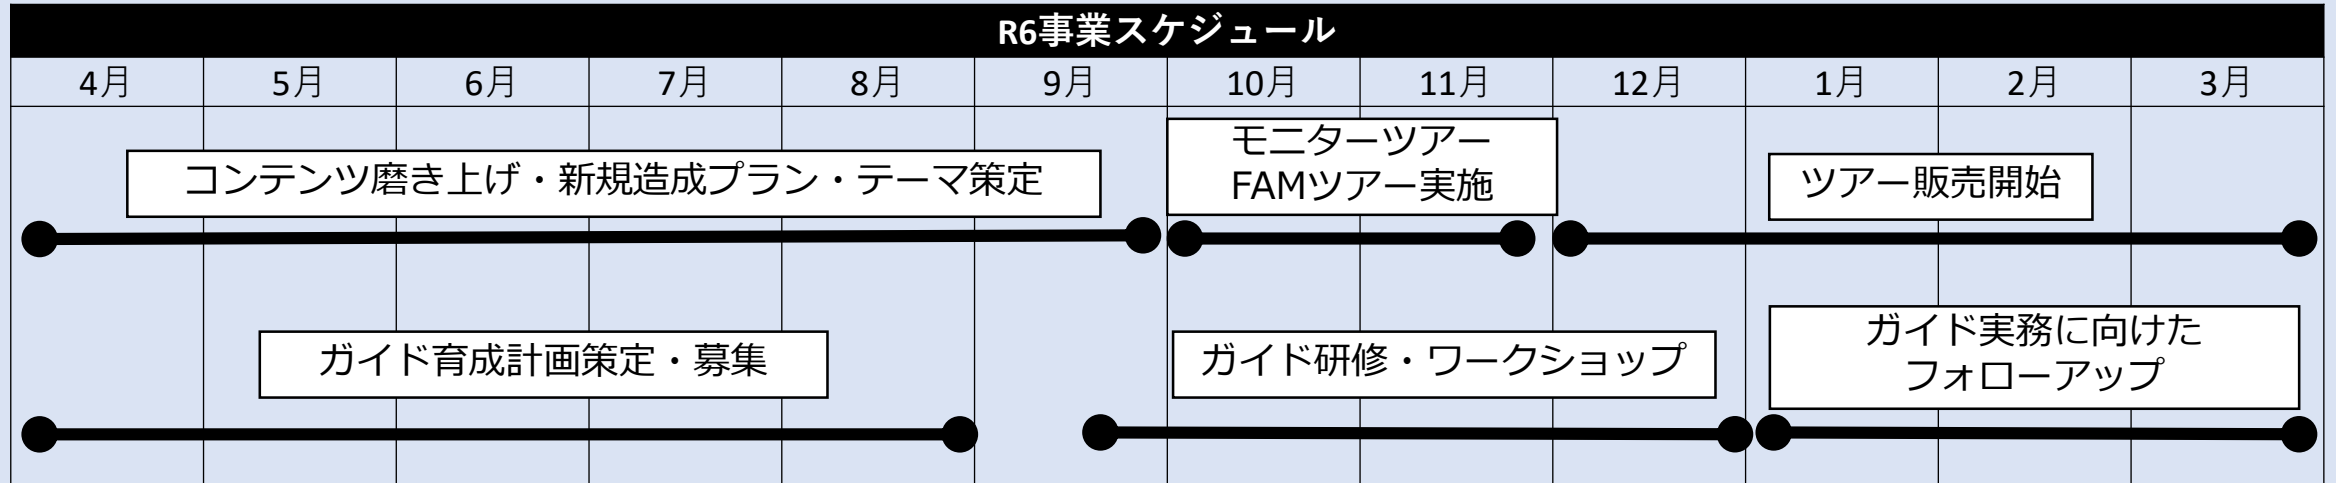 R6事業スケジュール
4月 5月 6月 7月 8月 9月 10月 11月 12月 1月 2月 3月
コンテンツ磨き上げ・新規造成プラン・テーマ策定
モニターツアー
FAMツアー実施
ツアー販売開始
ガイド育成計画策定・募集
ガイド研修・ワークショップ
ガイド実務に向けた
フォローアップ